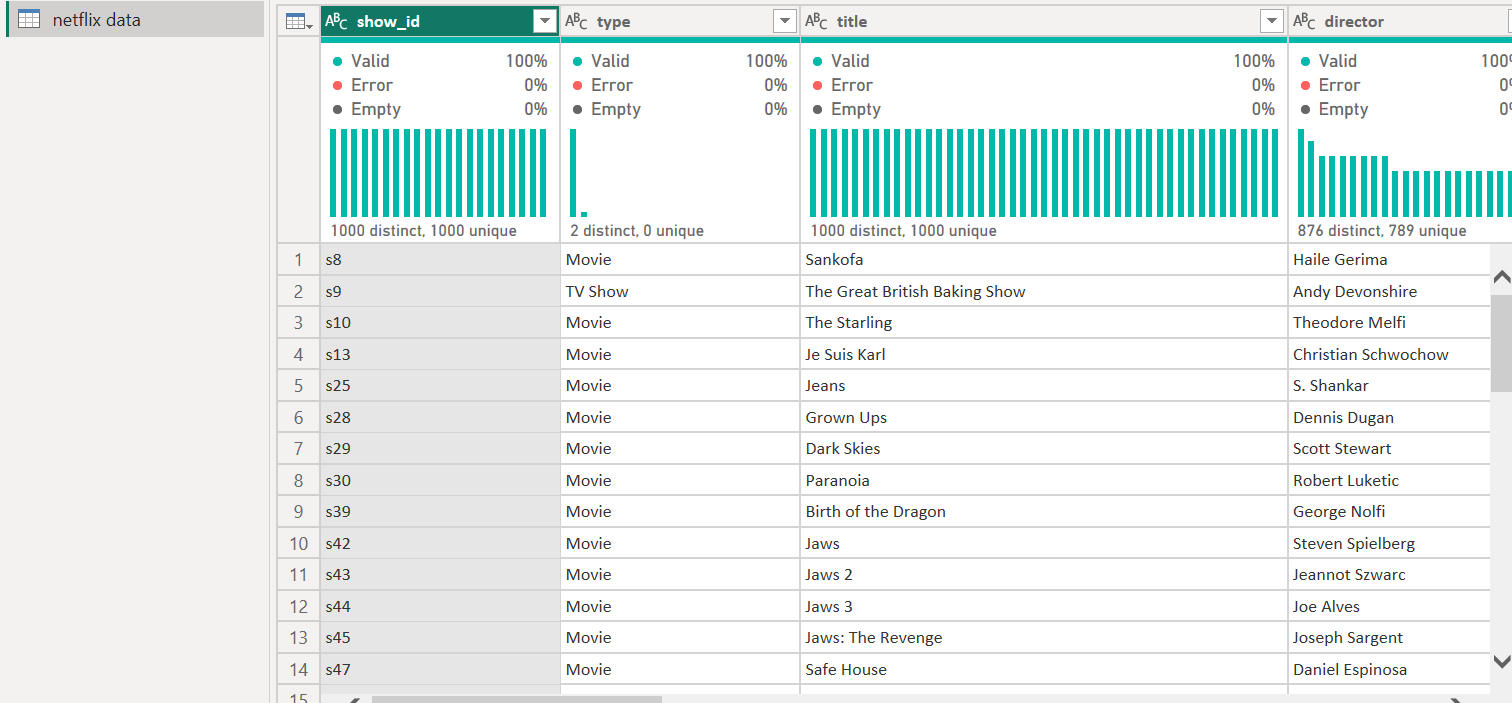 netflix data
ABC show_id ABC type ABC title ABC director
Valid 100% Valid 100% Valid 100% Valid 100%
Error 0% Error 0% Error 0% Error 0%
Empty 0% Empty 0% Empty 0% Empty 0%
1000 distinct, 1000 unique 2 distinct, 0 unique 1000 distinct, 1000 unique 876 distinct, 789 unique
1 s8 Movie Sankofa Haile Gerima
2 s9 TV Show The Great British Baking Show Andy Devonshire
3 s10 Movie The Starling Theodore Melfi
4 s13 Movie Je Suis Karl Christian Schwochow
5 s25 Movie Jeans S. Shankar
6 s28 Movie Grown Ups Dennis Dugan
7 s29 Movie Dark Skies Scott Stewart
8 s30 Movie Paranoia Robert Luketic
9 s39 Movie Birth of the Dragon George Nolfi
10 s42 Movie Jaws Steven Spielberg
11 s43 Movie Jaws 2 Jeannot Szwarc
12 s44 Movie Jaws 3 Joe Alves
13 s45 Movie Jaws: The Revenge Joseph Sargent
14 s47 Movie Safe House Daniel Espinosa
15